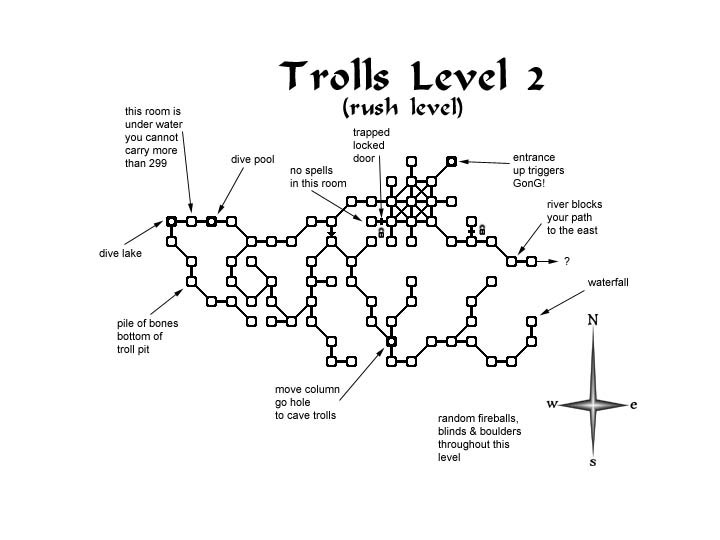 Trolls Level 2
(rush level)
this room is
under water
you cannot
carry more
than 299
dive pool
no spells
in this room
trapped
locked
door
entrance
up triggers
GonG!
river blocks
your path
to the east
?
dive lake
waterfall
pile of bones
bottom of
troll pit
move column
go hole
to cave trolls
random fireballs,
blinds & boulders
throughout this
level
N
w
e
s